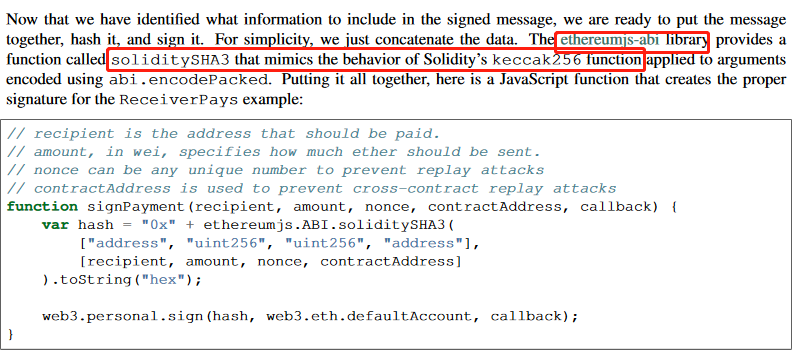 Now that we have identified what information to include in the signed message, we are ready to put the message
together, hash it, and sign it. For simplicity, we just concatenate the data. The ethereumjs-abi library provides a
function called soliditySHA3 that mimics the behavior of Solidity's keccak256 function applied to arguments
encoded using abi.encodePacked. Putting it all together, here is a JavaScript function that creates the proper
signature for the ReceiverPays example:
// recipient is the address that should be paid.
// amount, in wei, specifies how much ether should be sent.
// nonce can be any unique number to prevent replay attacks
// contractAddress is used to prevent cross-contract replay attacks
function signPayment(recipient, amount, nonce, contractAddress, callback) {
    var hash = "0x" + ethereumjs.ABI.soliditySHA3(
        ["address", "uint256", "uint256", "address"],
        [recipient, amount, nonce, contractAddress]
    ).toString("hex");

    web3.personal.sign(hash, web3.eth.defaultAccount, callback);
}